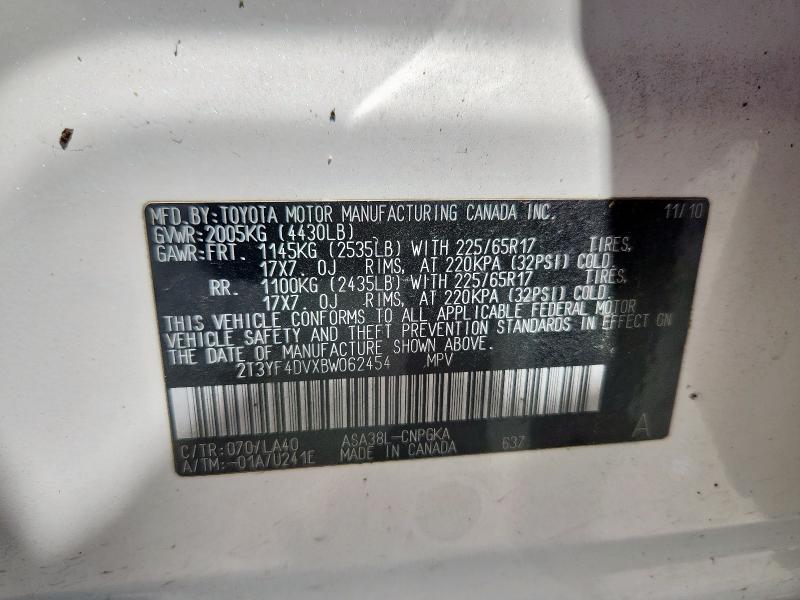 MFD. BY: TOYOTA MOTOR MANUFACTURING CANADA INC. 11/10
GVWR: 2005KG (4430LB)
GAWR: FRT. 1145KG (2535LB) WITH 225/65R17 TIRES,
17X7.0J RIMS, AT 220KPA (32PSI) COLD.
RR. 1100KG (2435LB) WITH 225/65R17 TIRES,
17X7.0J RIMS, AT 220KPA (32PSI) COLD.
THIS VEHICLE CONFORMS TO ALL APPLICABLE FEDERAL MOTOR
VEHICLE SAFETY AND THEFT PREVENTION STANDARDS IN EFFECT ON
THE DATE OF MANUFACTURE SHOWN ABOVE.
2T3YF4DVXBW062454 MPV
C/TR: 070/LA40 ASA38L-CNPGKA 637 A
A/TM: -01A/U241E MADE IN CANADA